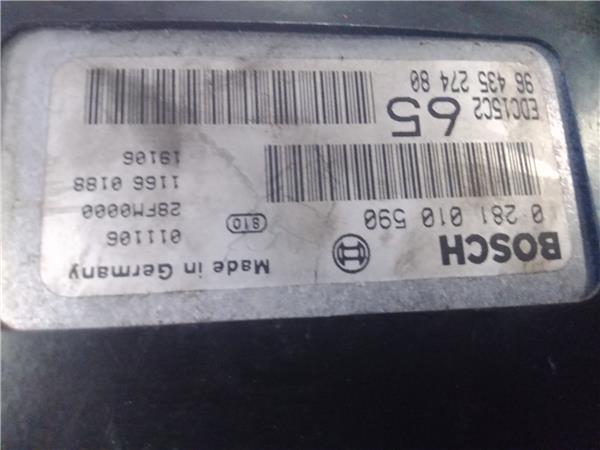 BOSCH
Made in Germany
0 281 010 590
S10
011106
28FM0000
1166 0188
19106
65
EDC15C2
96 435 274 80